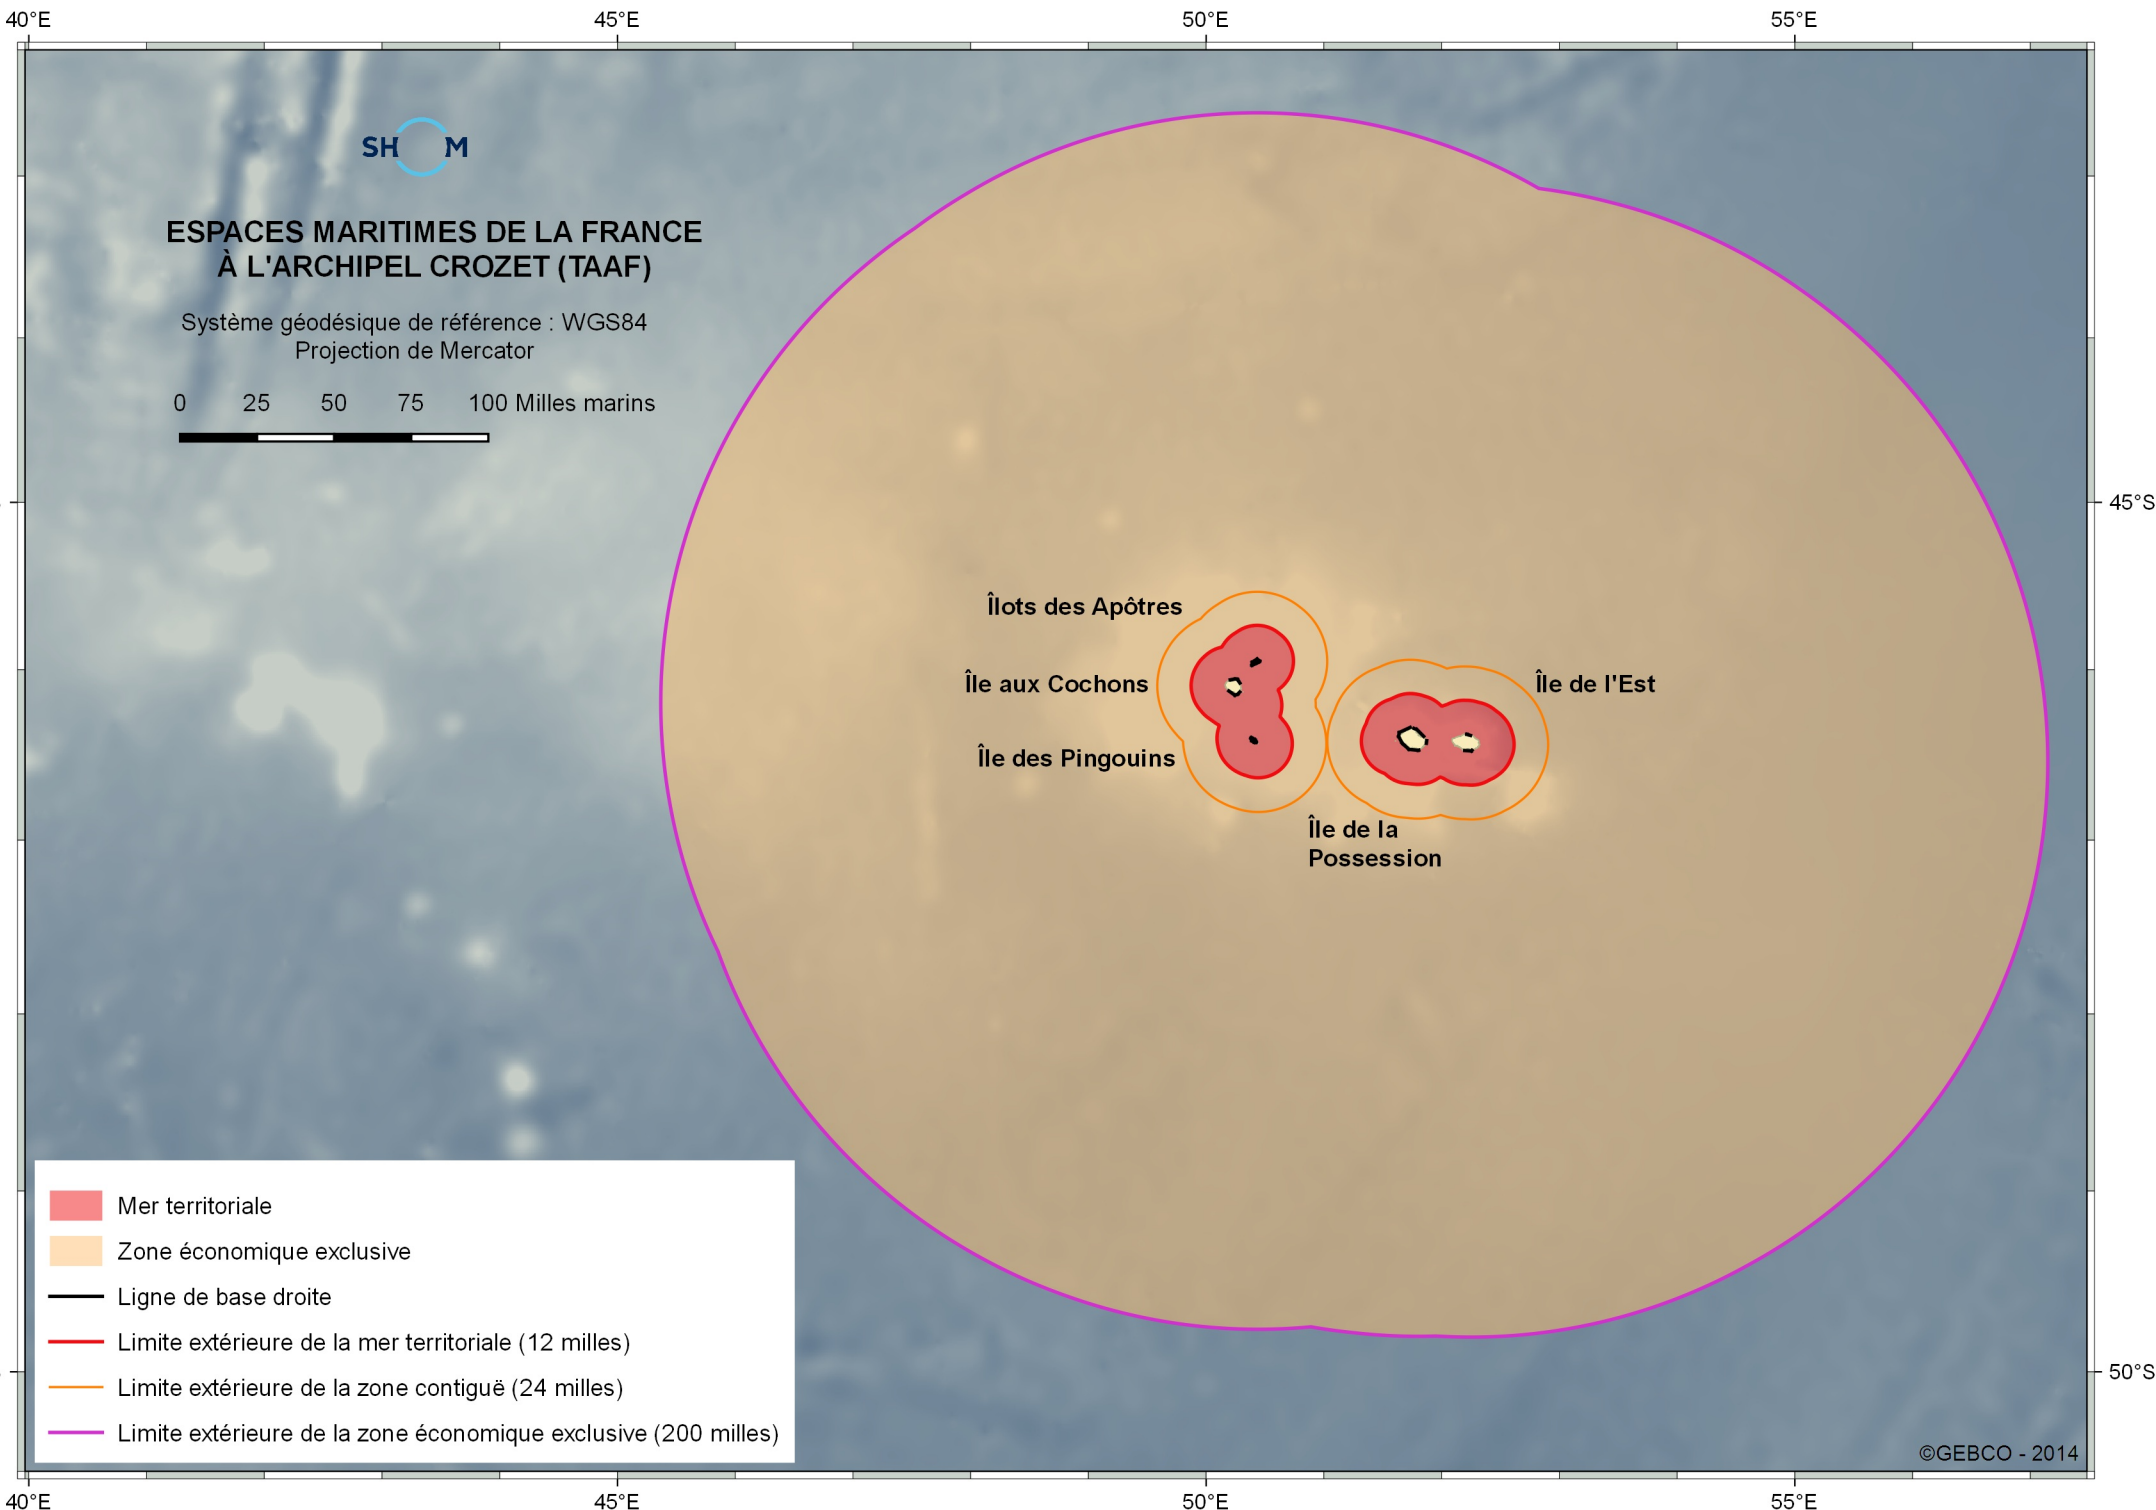 40°E 45°E 50°E 55°E
SHOM
ESPACES MARITIMES DE LA FRANCE
À L'ARCHIPEL CROZET (TAAF)
Système géodésique de référence : WGS84
Projection de Mercator
0 25 50 75 100 Milles marins
45°S
Îlots des Apôtres
Île aux Cochons
Île de l'Est
Île des Pingouins
Île de la
Possession
Mer territoriale
Zone économique exclusive
Ligne de base droite
Limite extérieure de la mer territoriale (12 milles)
50°S
Limite extérieure de la zone contiguë (24 milles)
Limite extérieure de la zone économique exclusive (200 milles)
©GEBCO - 2014
40°E 45°E 50°E 55°E